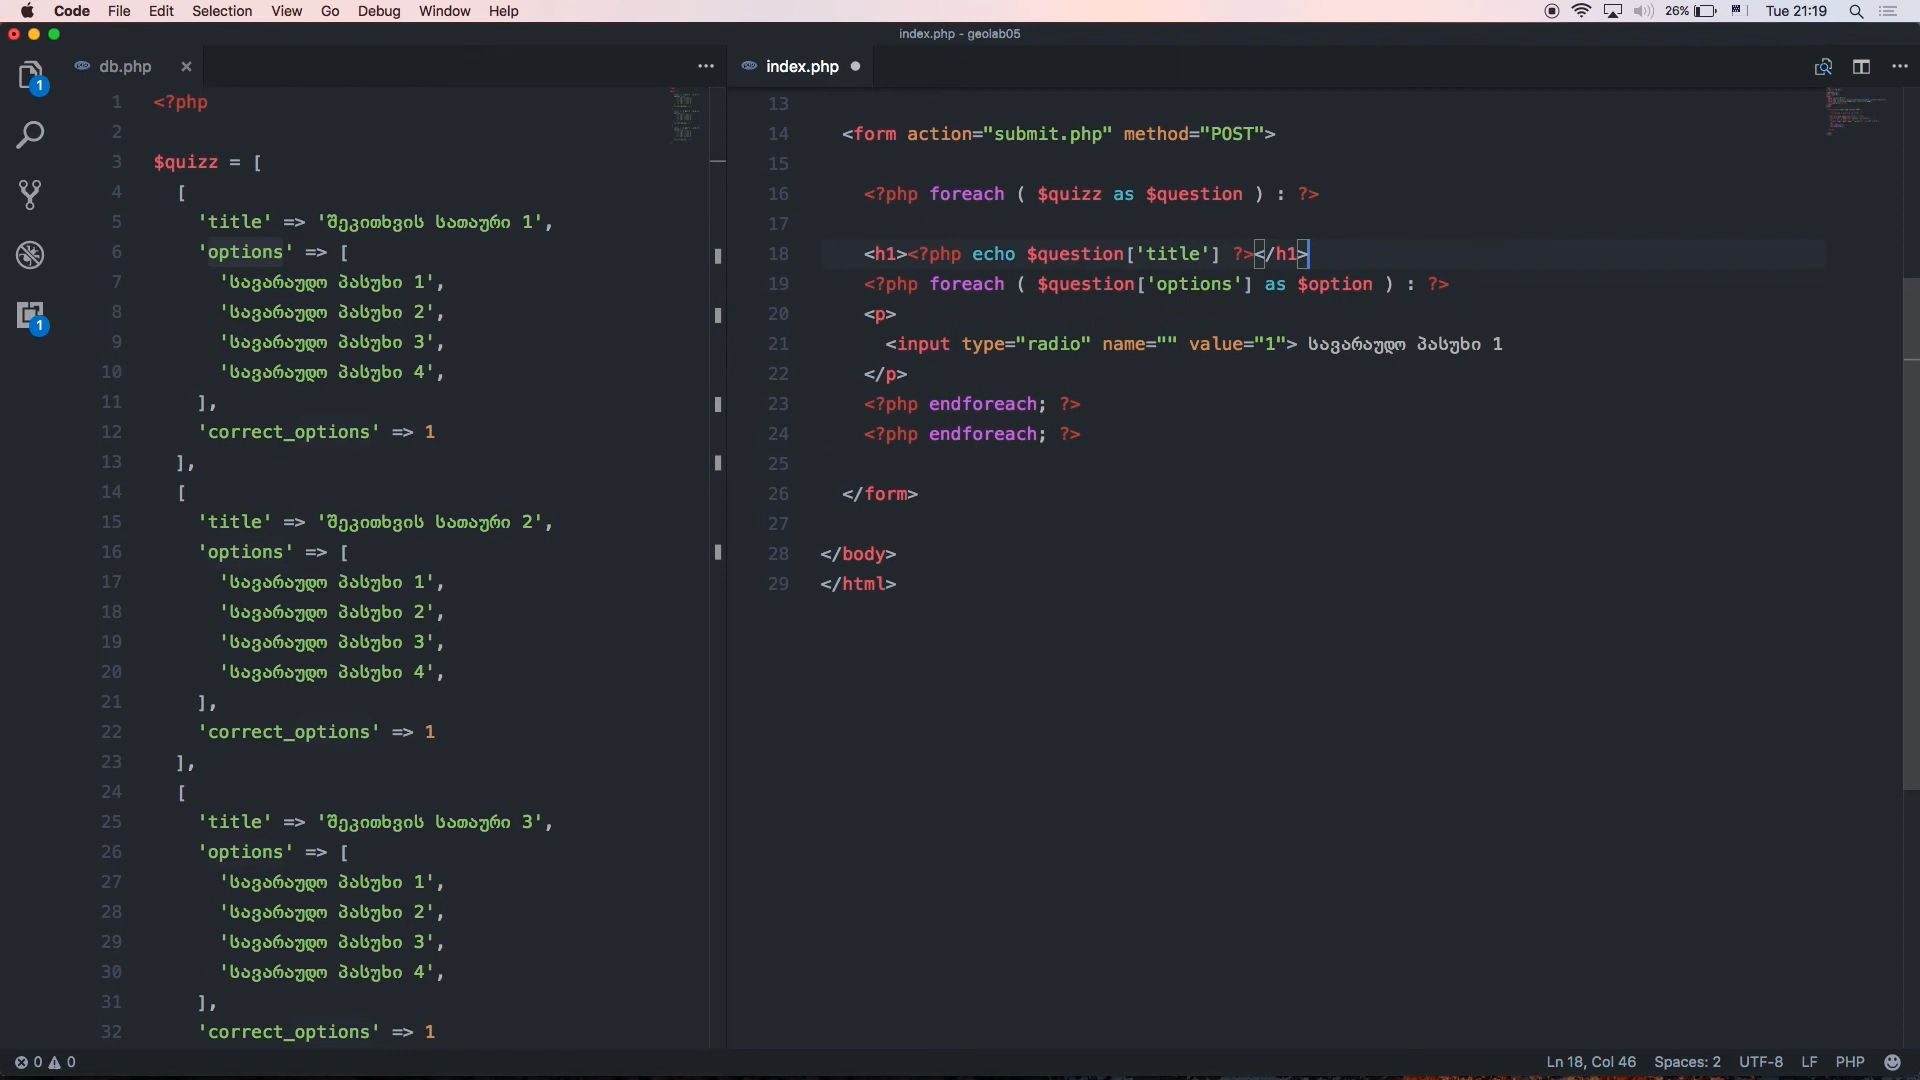 Code File Edit Selection View Go Debug Window Help 26% Tue 21:19
index.php - geolab05
db.php
index.php
1
1
1 <?php
2
3 $quizz = [
4 [
5 'title' => 'შეკითხვის სათაური 1',
6 'options' => [
7 'სავარაუდო პასუხი 1',
8 'სავარაუდო პასუხი 2',
9 'სავარაუდო პასუხი 3',
10 'სავარაუდო პასუხი 4',
11 ],
12 'correct_options' => 1
13 ],
14 [
15 'title' => 'შეკითხვის სათაური 2',
16 'options' => [
17 'სავარაუდო პასუხი 1',
18 'სავარაუდო პასუხი 2',
19 'სავარაუდო პასუხი 3',
20 'სავარაუდო პასუხი 4',
21 ],
22 'correct_options' => 1
23 ],
24 [
25 'title' => 'შეკითხვის სათაური 3',
26 'options' => [
27 'სავარაუდო პასუხი 1',
28 'სავარაუდო პასუხი 2',
29 'სავარაუდო პასუხი 3',
30 'სავარაუდო პასუხი 4',
31 ],
32 'correct_options' => 1
13
14 <form action="submit.php" method="POST">
15
16 <?php foreach ( $quizz as $question ) : ?>
17
18 <h1><?php echo $question['title'] ?></h1>
19 <?php foreach ( $question['options'] as $option ) : ?>
20 <p>
21 <input type="radio" name="" value="1"> სავარაუდო პასუხი 1
22 </p>
23 <?php endforeach; ?>
24 <?php endforeach; ?>
25
26 </form>
27
28 </body>
29 </html>
0 0 Ln 18, Col 46 Spaces: 2 UTF-8 LF PHP